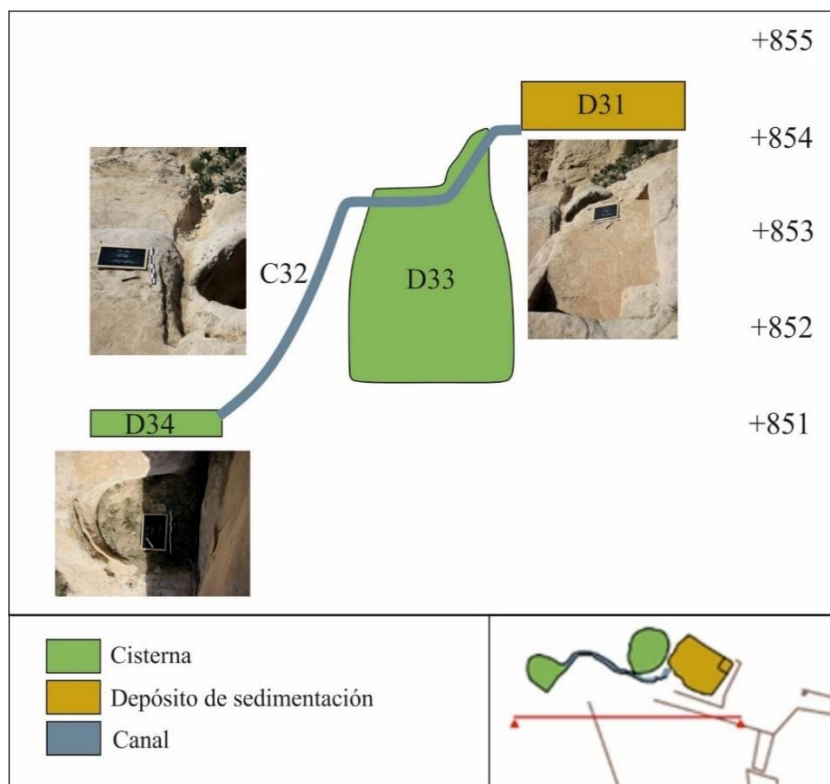 +855
D31
+854
+853
C32
D33
+852
D34
+851
Cisterna
Depósito de sedimentación
Canal